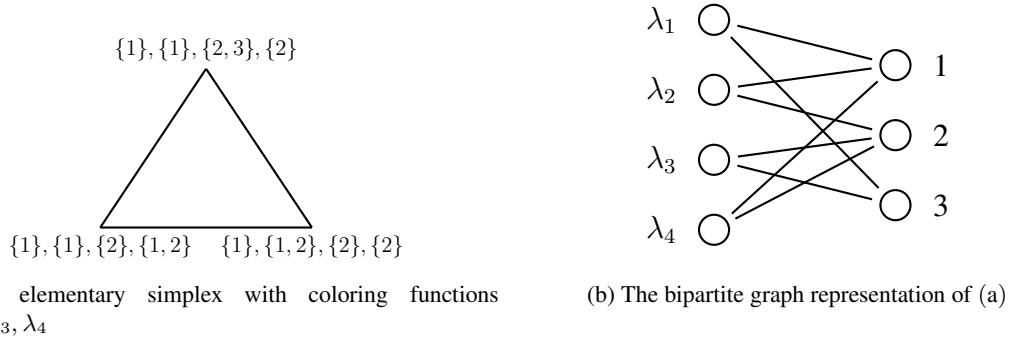 {1}, {1}, {2, 3}, {2}
{1}, {1}, {2}, {1, 2}
{1}, {1, 2}, {2}, {2}
elementary simplex with coloring functions
₃, λ₄
λ₁
λ₂
λ₃
λ₄
1
2
3
(b) The bipartite graph representation of (a)